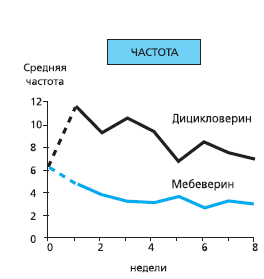 ЧАСТОТА
Средняя
частота
12
10
8
6
4
2
0
Дицикловерин
Мебеверин
0 2 4 6 8
недели